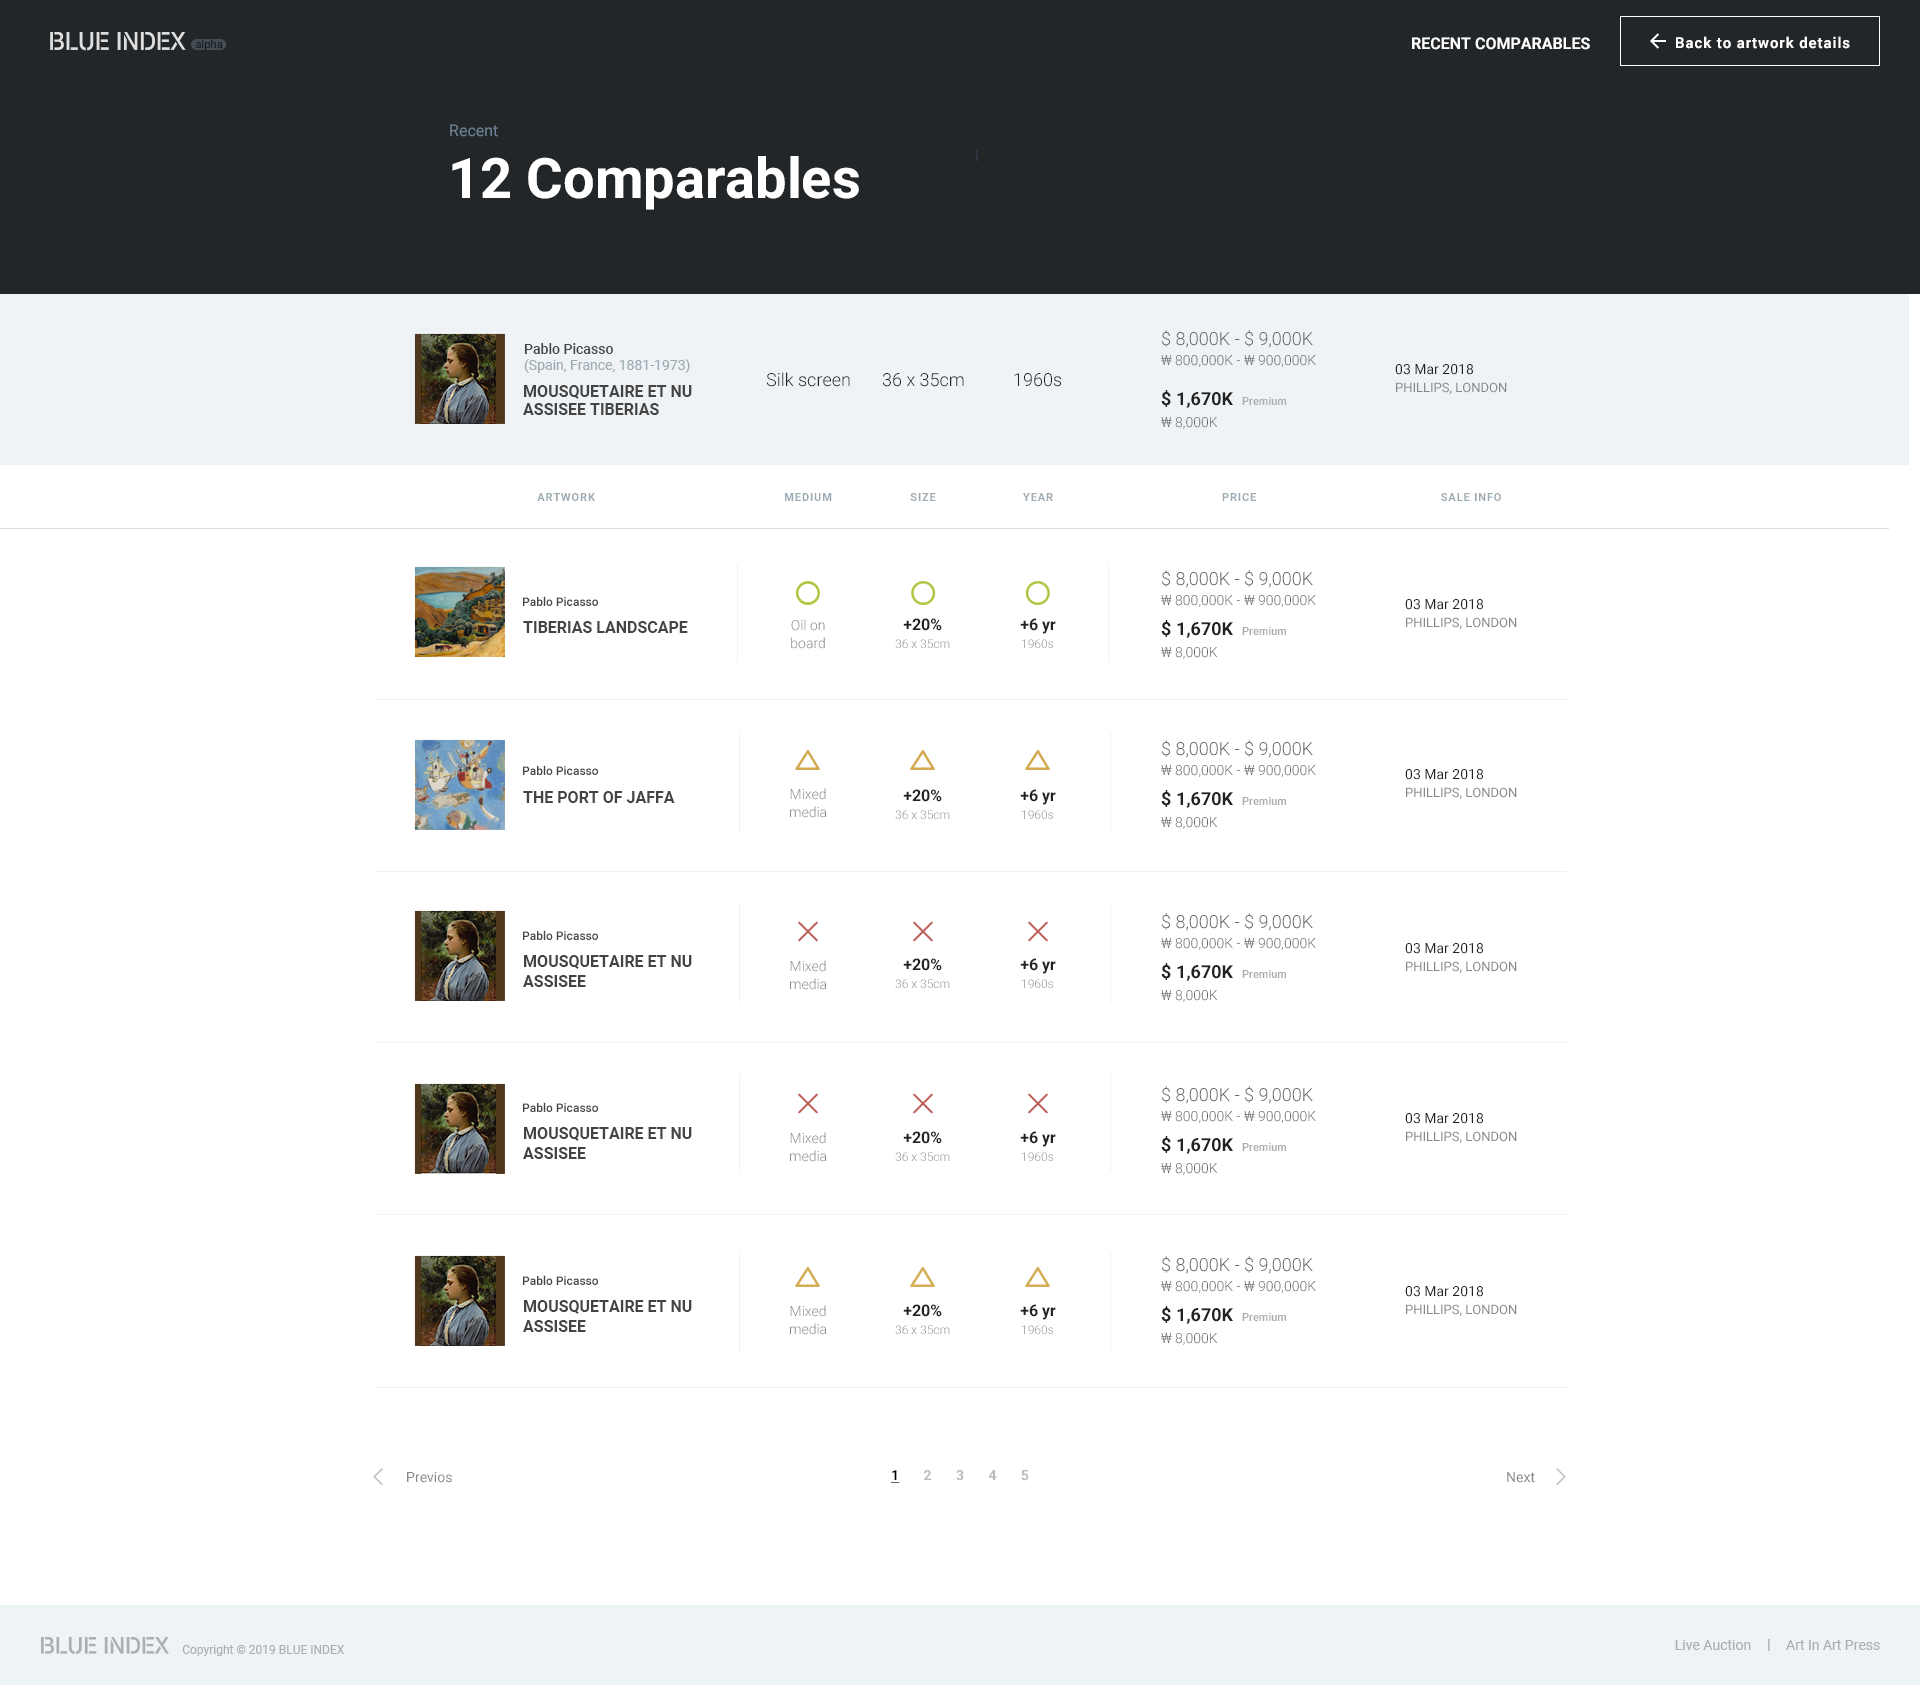 BLUE INDEX alpha
RECENT COMPARABLES
Back to artwork details
Recent
12 Comparables
i
Pablo Picasso
(Spain, France, 1881-1973)
MOUSQUETAIRE ET NU
ASSISEE TIBERIAS
Silk screen
36 x 35cm
1960s
$ 8,000K - $ 9,000K
₩ 800,000K - ₩ 900,000K
$ 1,670K Premium
₩ 8,000K
03 Mar 2018
PHILLIPS, LONDON
ARTWORK MEDIUM SIZE YEAR PRICE SALE INFO
Pablo Picasso
TIBERIAS LANDSCAPE
Oil on
board
+20%
36 x 35cm
+6 yr
1960s
$ 8,000K - $ 9,000K
₩ 800,000K - ₩ 900,000K
$ 1,670K Premium
₩ 8,000K
03 Mar 2018
PHILLIPS, LONDON
Pablo Picasso
THE PORT OF JAFFA
Mixed
media
+20%
36 x 35cm
+6 yr
1960s
$ 8,000K - $ 9,000K
₩ 800,000K - ₩ 900,000K
$ 1,670K Premium
₩ 8,000K
03 Mar 2018
PHILLIPS, LONDON
Pablo Picasso
MOUSQUETAIRE ET NU
ASSISEE
Mixed
media
+20%
36 x 35cm
+6 yr
1960s
$ 8,000K - $ 9,000K
₩ 800,000K - ₩ 900,000K
$ 1,670K Premium
₩ 8,000K
03 Mar 2018
PHILLIPS, LONDON
Pablo Picasso
MOUSQUETAIRE ET NU
ASSISEE
Mixed
media
+20%
36 x 35cm
+6 yr
1960s
$ 8,000K - $ 9,000K
₩ 800,000K - ₩ 900,000K
$ 1,670K Premium
₩ 8,000K
03 Mar 2018
PHILLIPS, LONDON
Pablo Picasso
MOUSQUETAIRE ET NU
ASSISEE
Mixed
media
+20%
36 x 35cm
+6 yr
1960s
$ 8,000K - $ 9,000K
₩ 800,000K - ₩ 900,000K
$ 1,670K Premium
₩ 8,000K
03 Mar 2018
PHILLIPS, LONDON
Previos
1 2 3 4 5
Next
BLUE INDEX Copyright © 2019 BLUE INDEX
Live Auction | Art In Art Press